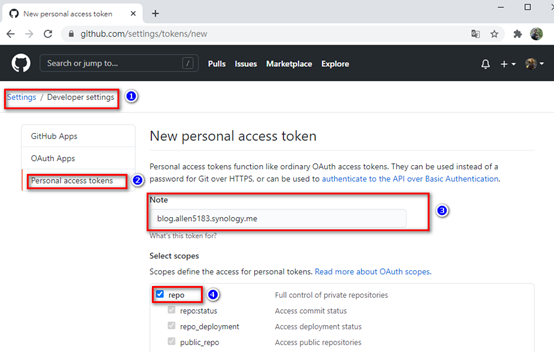 New personal access token
github.com/settings/tokens/new
Search or jump to...
/
Pulls Issues Marketplace Explore
Settings / Developer settings
1
GitHub Apps
OAuth Apps
Personal access tokens
2
New personal access token
Personal access tokens function like ordinary OAuth access tokens. They can be used instead of a
password for Git over HTTPS, or can be used to authenticate to the API over Basic Authentication.
Note
blog.allen5183.synology.me
3
What's this token for?
Select scopes
Scopes define the access for personal tokens. Read more about OAuth scopes.
repo
4
Full control of private repositories
repo:status Access commit status
repo_deployment Access deployment status
public_repo Access public repositories